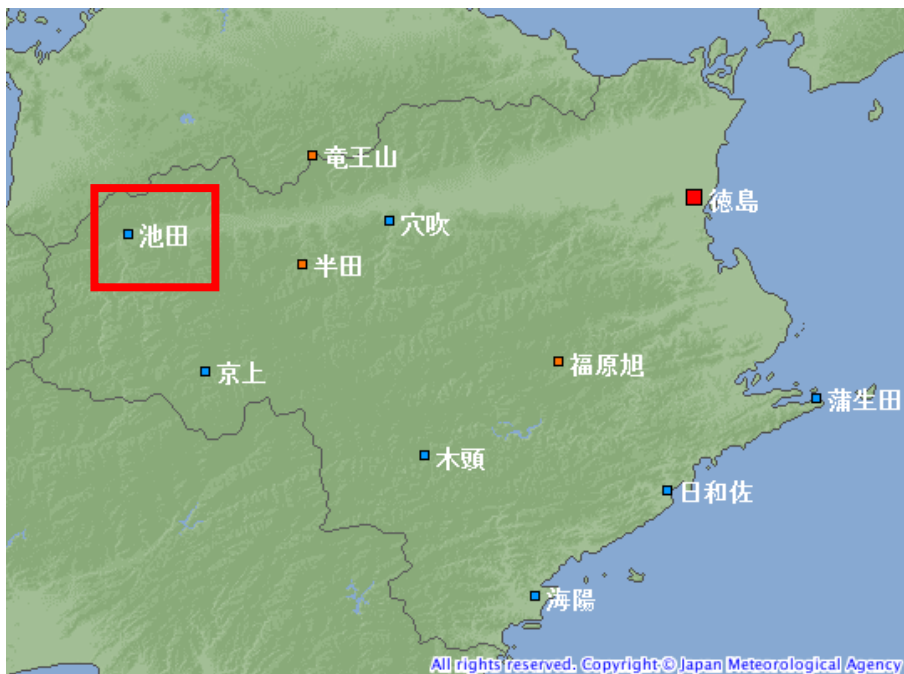 竜王山
徳島
穴吹
池田
半田
福原旭
京上
蒲生田
木頭
日和佐
海陽
All rights reserved. Copyright © Japan Meteorological Agency